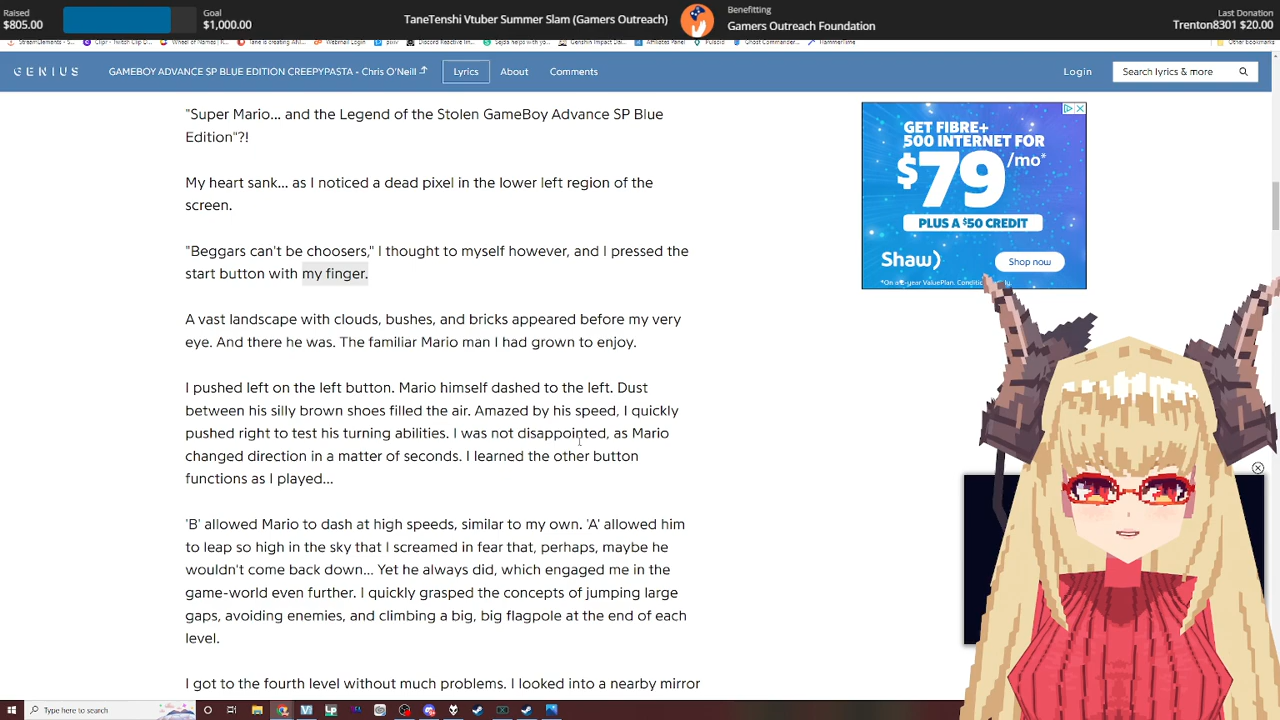 Raised
$805.00
Goal
$1,000.00
TaneTenshi Vtuber Summer Slam (Gamers Outreach)
Benefitting
Gamers Outreach Foundation
Last Donation
Trenton8301 $20.00
GENIUS
GAMEBOY ADVANCE SP BLUE EDITION CREEPYPASTA - Chris O'Neill
Lyrics
About
Comments
Login
Search lyrics & more
"Super Mario... and the Legend of the Stolen GameBoy Advance SP Blue
Edition"?!
My heart sank... as I noticed a dead pixel in the lower left region of the
screen.
"Beggars can't be choosers," I thought to myself however, and I pressed the
start button with my finger.
A vast landscape with clouds, bushes, and bricks appeared before my very
eye. And there he was. The familiar Mario man I had grown to enjoy.
I pushed left on the left button. Mario himself dashed to the left. Dust
between his silly brown shoes filled the air. Amazed by his speed, I quickly
pushed right to test his turning abilities. I was not disappointed, as Mario
changed direction in a matter of seconds. I learned the other button
functions as I played...
'B' allowed Mario to dash at high speeds, similar to my own. 'A' allowed him
to leap so high in the sky that I screamed in fear that, perhaps, maybe he
wouldn't come back down... Yet he always did, which engaged me in the
game-world even further. I quickly grasped the concepts of jumping large
gaps, avoiding enemies, and climbing a big, big flagpole at the end of each
level.
I got to the fourth level without much problems. I looked into a nearby mirror
GET FIBRE+
500 INTERNET FOR
$79/mo*
PLUS A $50 CREDIT
Shaw)
Shop now
Type here to search